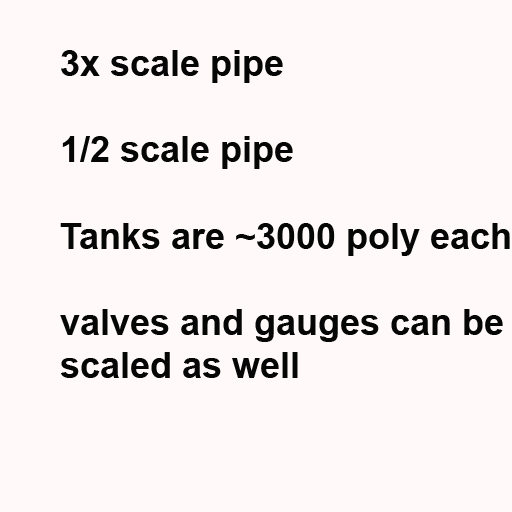 3x scale pipe
1/2 scale pipe
Tanks are ~3000 poly each
valves and gauges can be
scaled as well